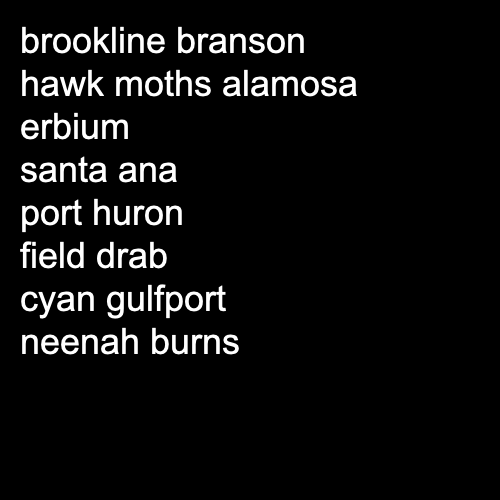 brookline branson
hawk moths alamosa
erbium
santa ana
port huron
field drab
cyan gulfport
neenah burns